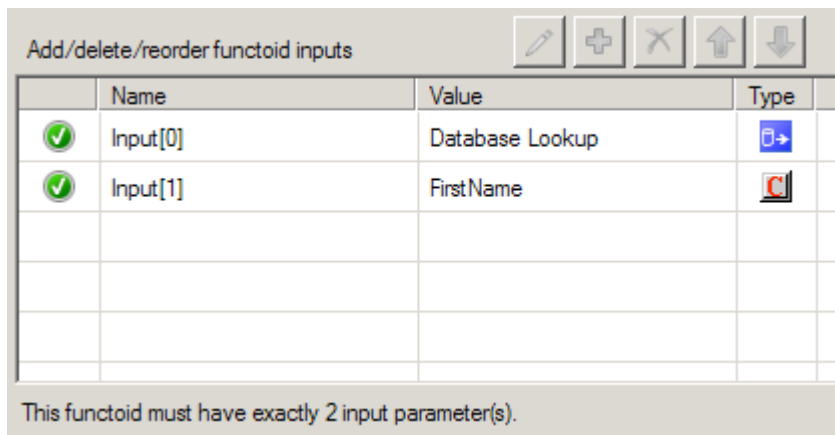 Add/delete/reorder functoid inputs
Name Value Type
Input[0] Database Lookup
Input[1] FirstName C
This functoid must have exactly 2 input parameter(s).